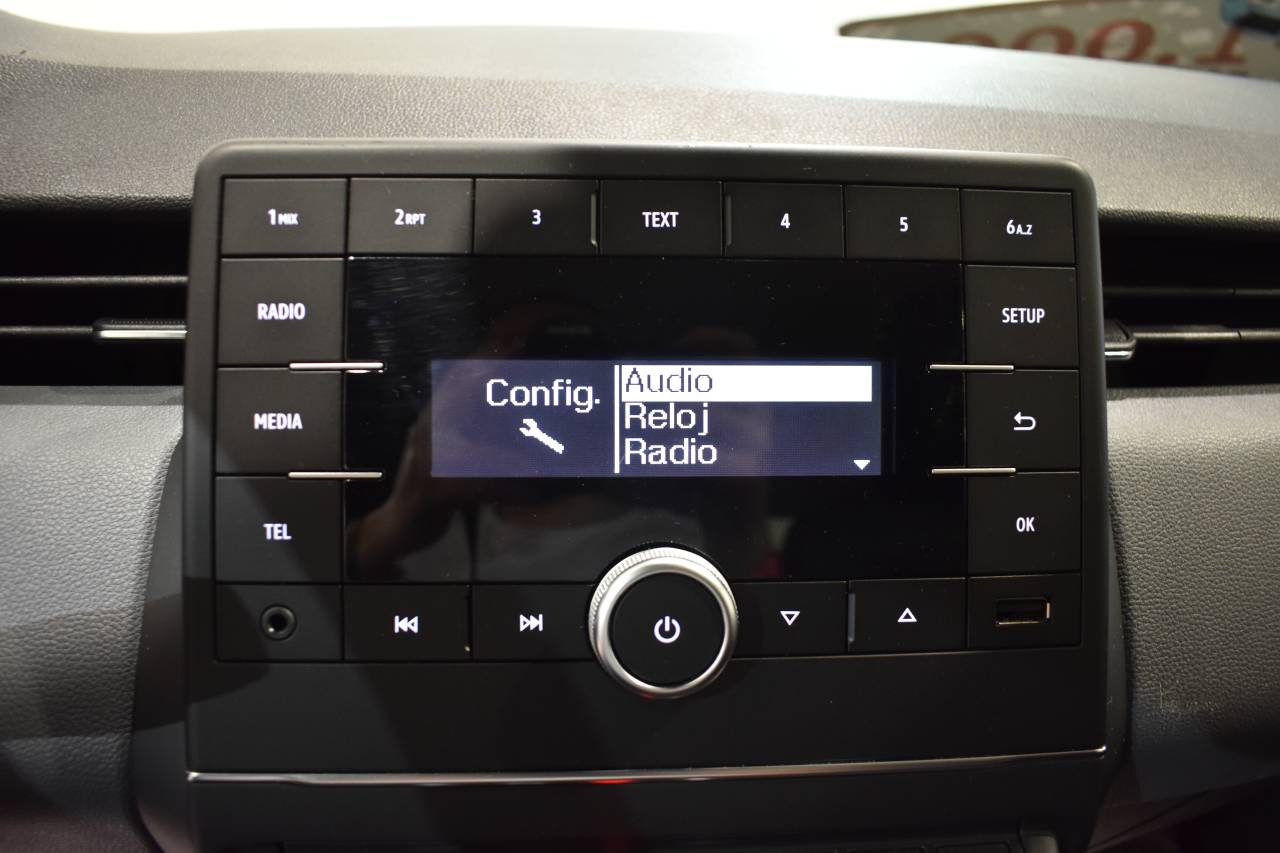 1MIX 2RPT 3 TEXT 4 5 6A..Z
RADIO
SETUP
MEDIA
Config.
Audio
Reloj
Radio
TEL
OK